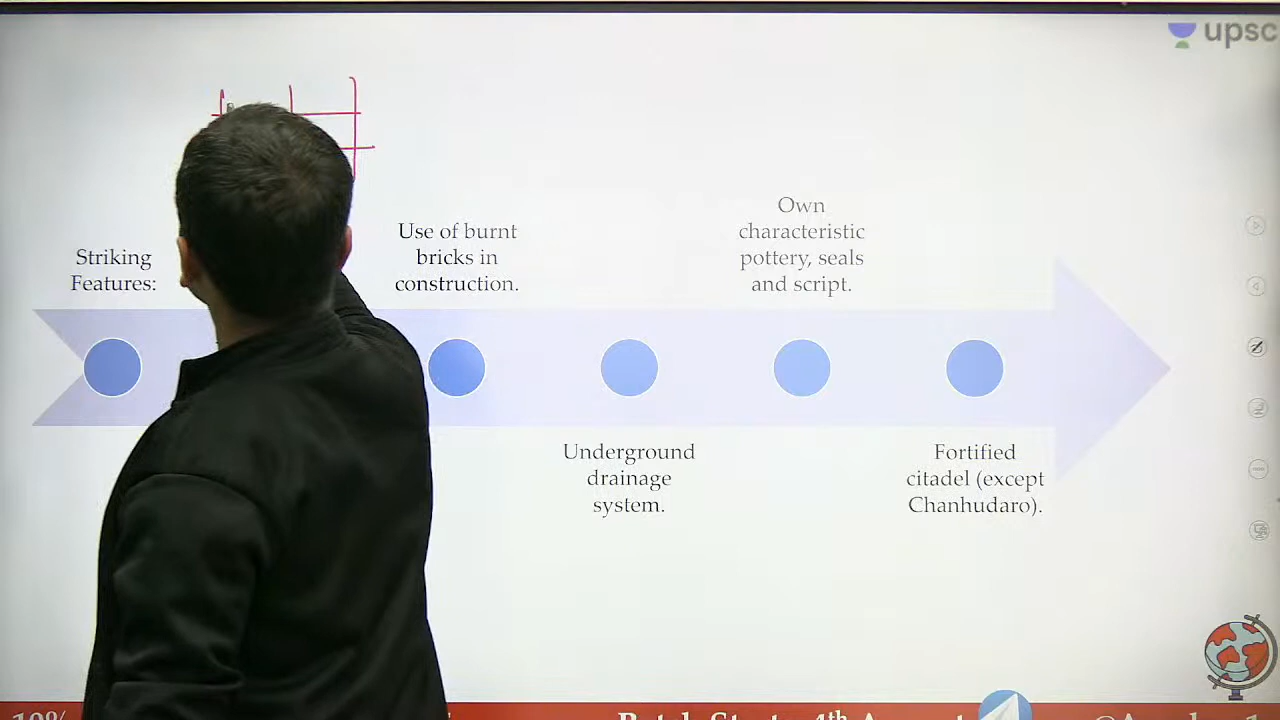 upsc
Striking
Features:
Use of burnt
bricks in
construction.
Underground
drainage
system.
Own
characteristic
pottery, seals
and script.
Fortified
citadel (except
Chanhudaro).